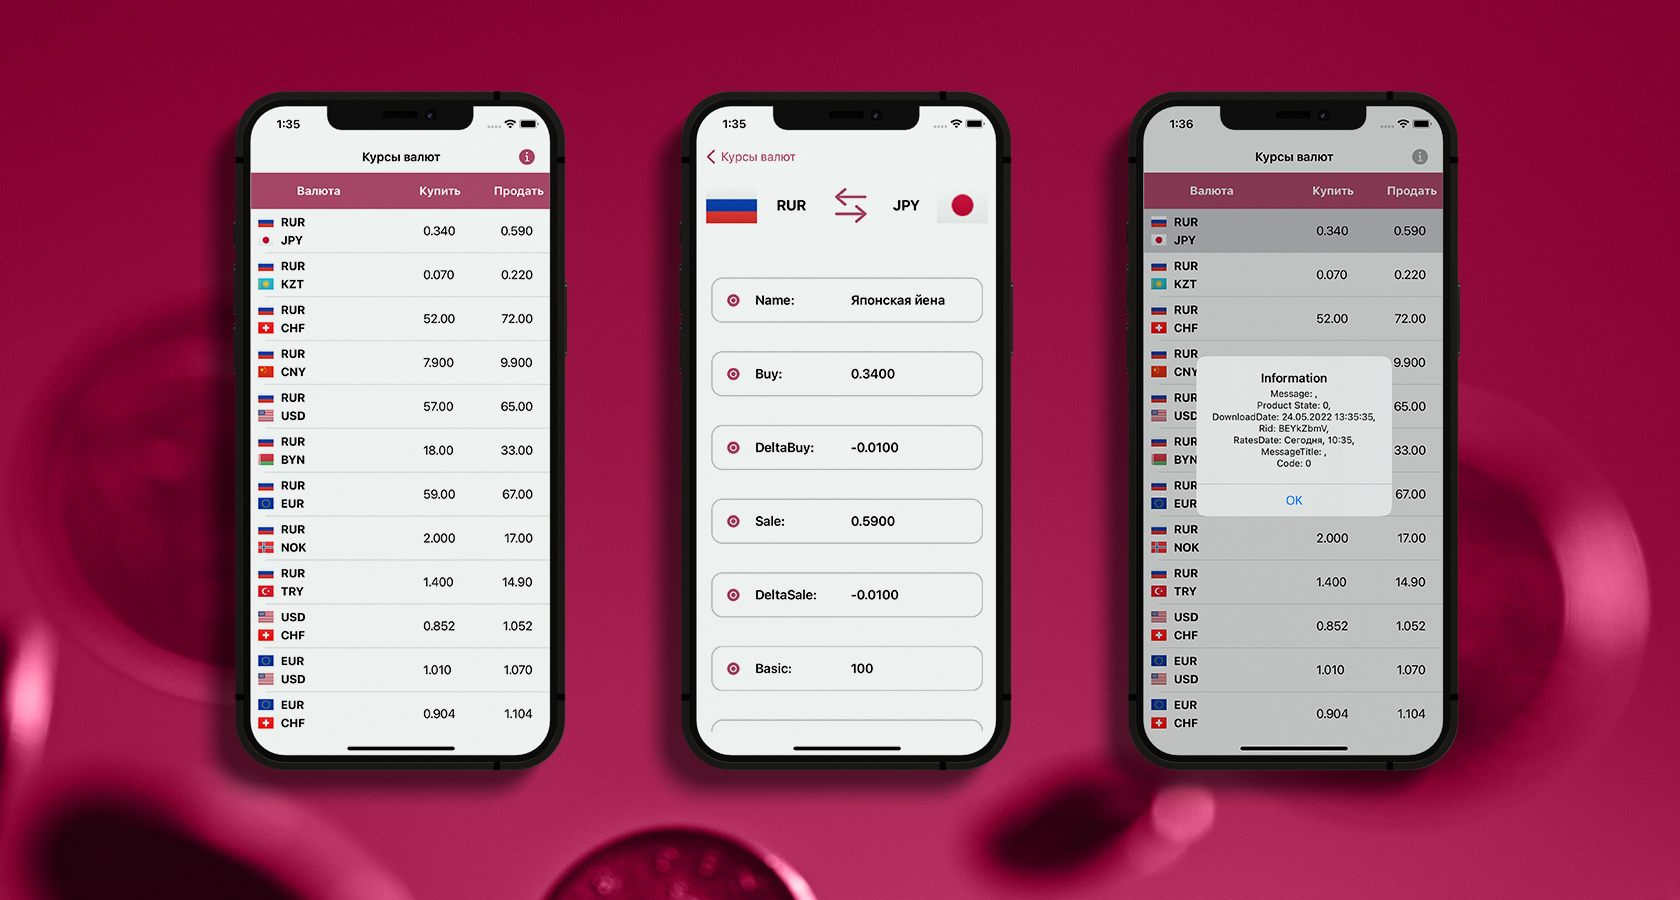 1:35
Курсы валют
Валюта Купить Продать
RUR
JPY 0.340 0.590
RUR
KZT 0.070 0.220
RUR
CHF 52.00 72.00
RUR
CNY 7.900 9.900
RUR
USD 57.00 65.00
RUR
BYN 18.00 33.00
RUR
EUR 59.00 67.00
RUR
NOK 2.000 17.00
RUR
TRY 1.400 14.90
USD
CHF 0.852 1.052
EUR
USD 1.010 1.070
EUR
CHF 0.904 1.104
1:35
Курсы валют
RUR JPY
Name: Японская йена
Buy: 0.3400
DeltaBuy: -0.0100
Sale: 0.5900
DeltaSale: -0.0100
Basic: 100
1:36
Курсы валют
Валюта Купить Продать
RUR
JPY 0.340 0.590
RUR
KZT 0.070 0.220
RUR
CHF 52.00 72.00
RUR
CNY 9.900
RUR
USD 65.00
RUR
BYN 33.00
RUR
EUR 67.00
Information
Message: ,
Product State: 0,
DownloadDate: 24.05.2022 13:35:35,
Rid: BEYkZbmV,
RatesDate: Сегодня, 10:35,
MessageTitle: ,
Code: 0
OK
RUR
NOK 2.000 17.00
RUR
TRY 1.400 14.90
USD
CHF 0.852 1.052
EUR
USD 1.010 1.070
EUR
CHF 0.904 1.104